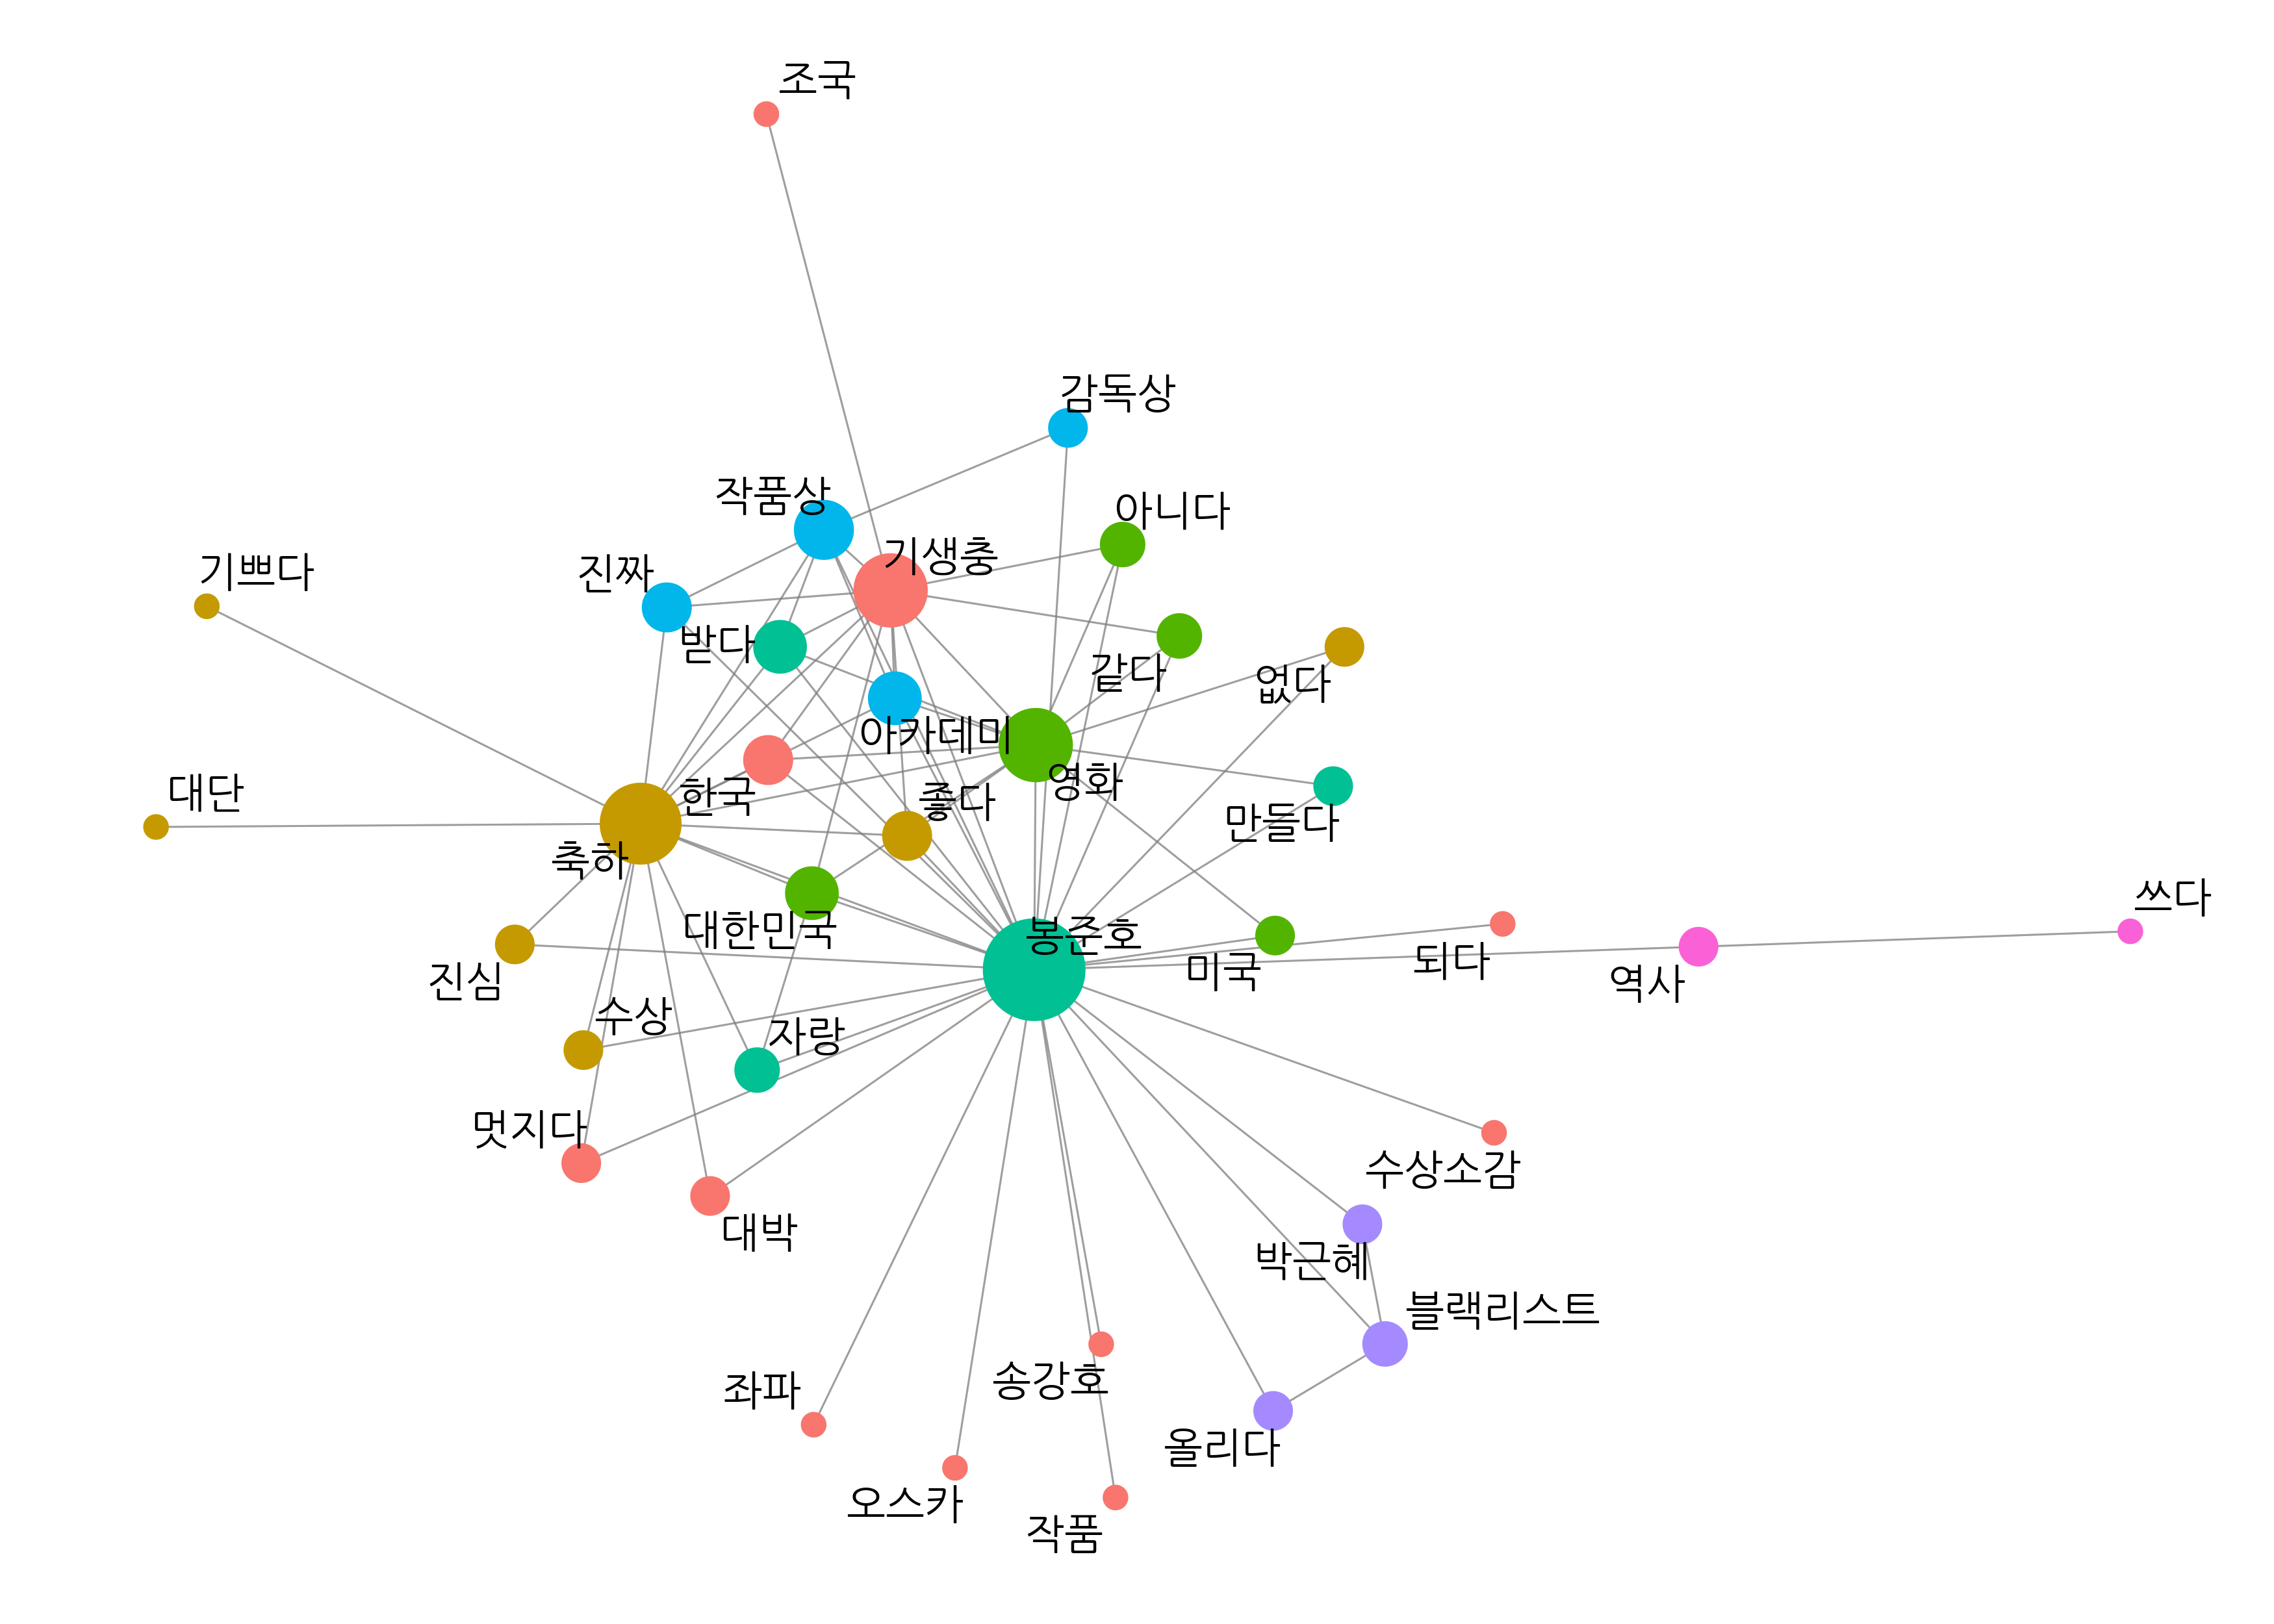 조국
감독상
작품상
아니다
기생충
기쁘다
진짜
받다
같다
없다
아카데미
영화
대단
한국
좋다
만들다
축하
쓰다
대한민국
봉준호
미국
되다
역사
진심
수상
자랑
멋지다
수상소감
대박
박근혜
블랙리스트
송강호
좌파
올리다
오스카
작품